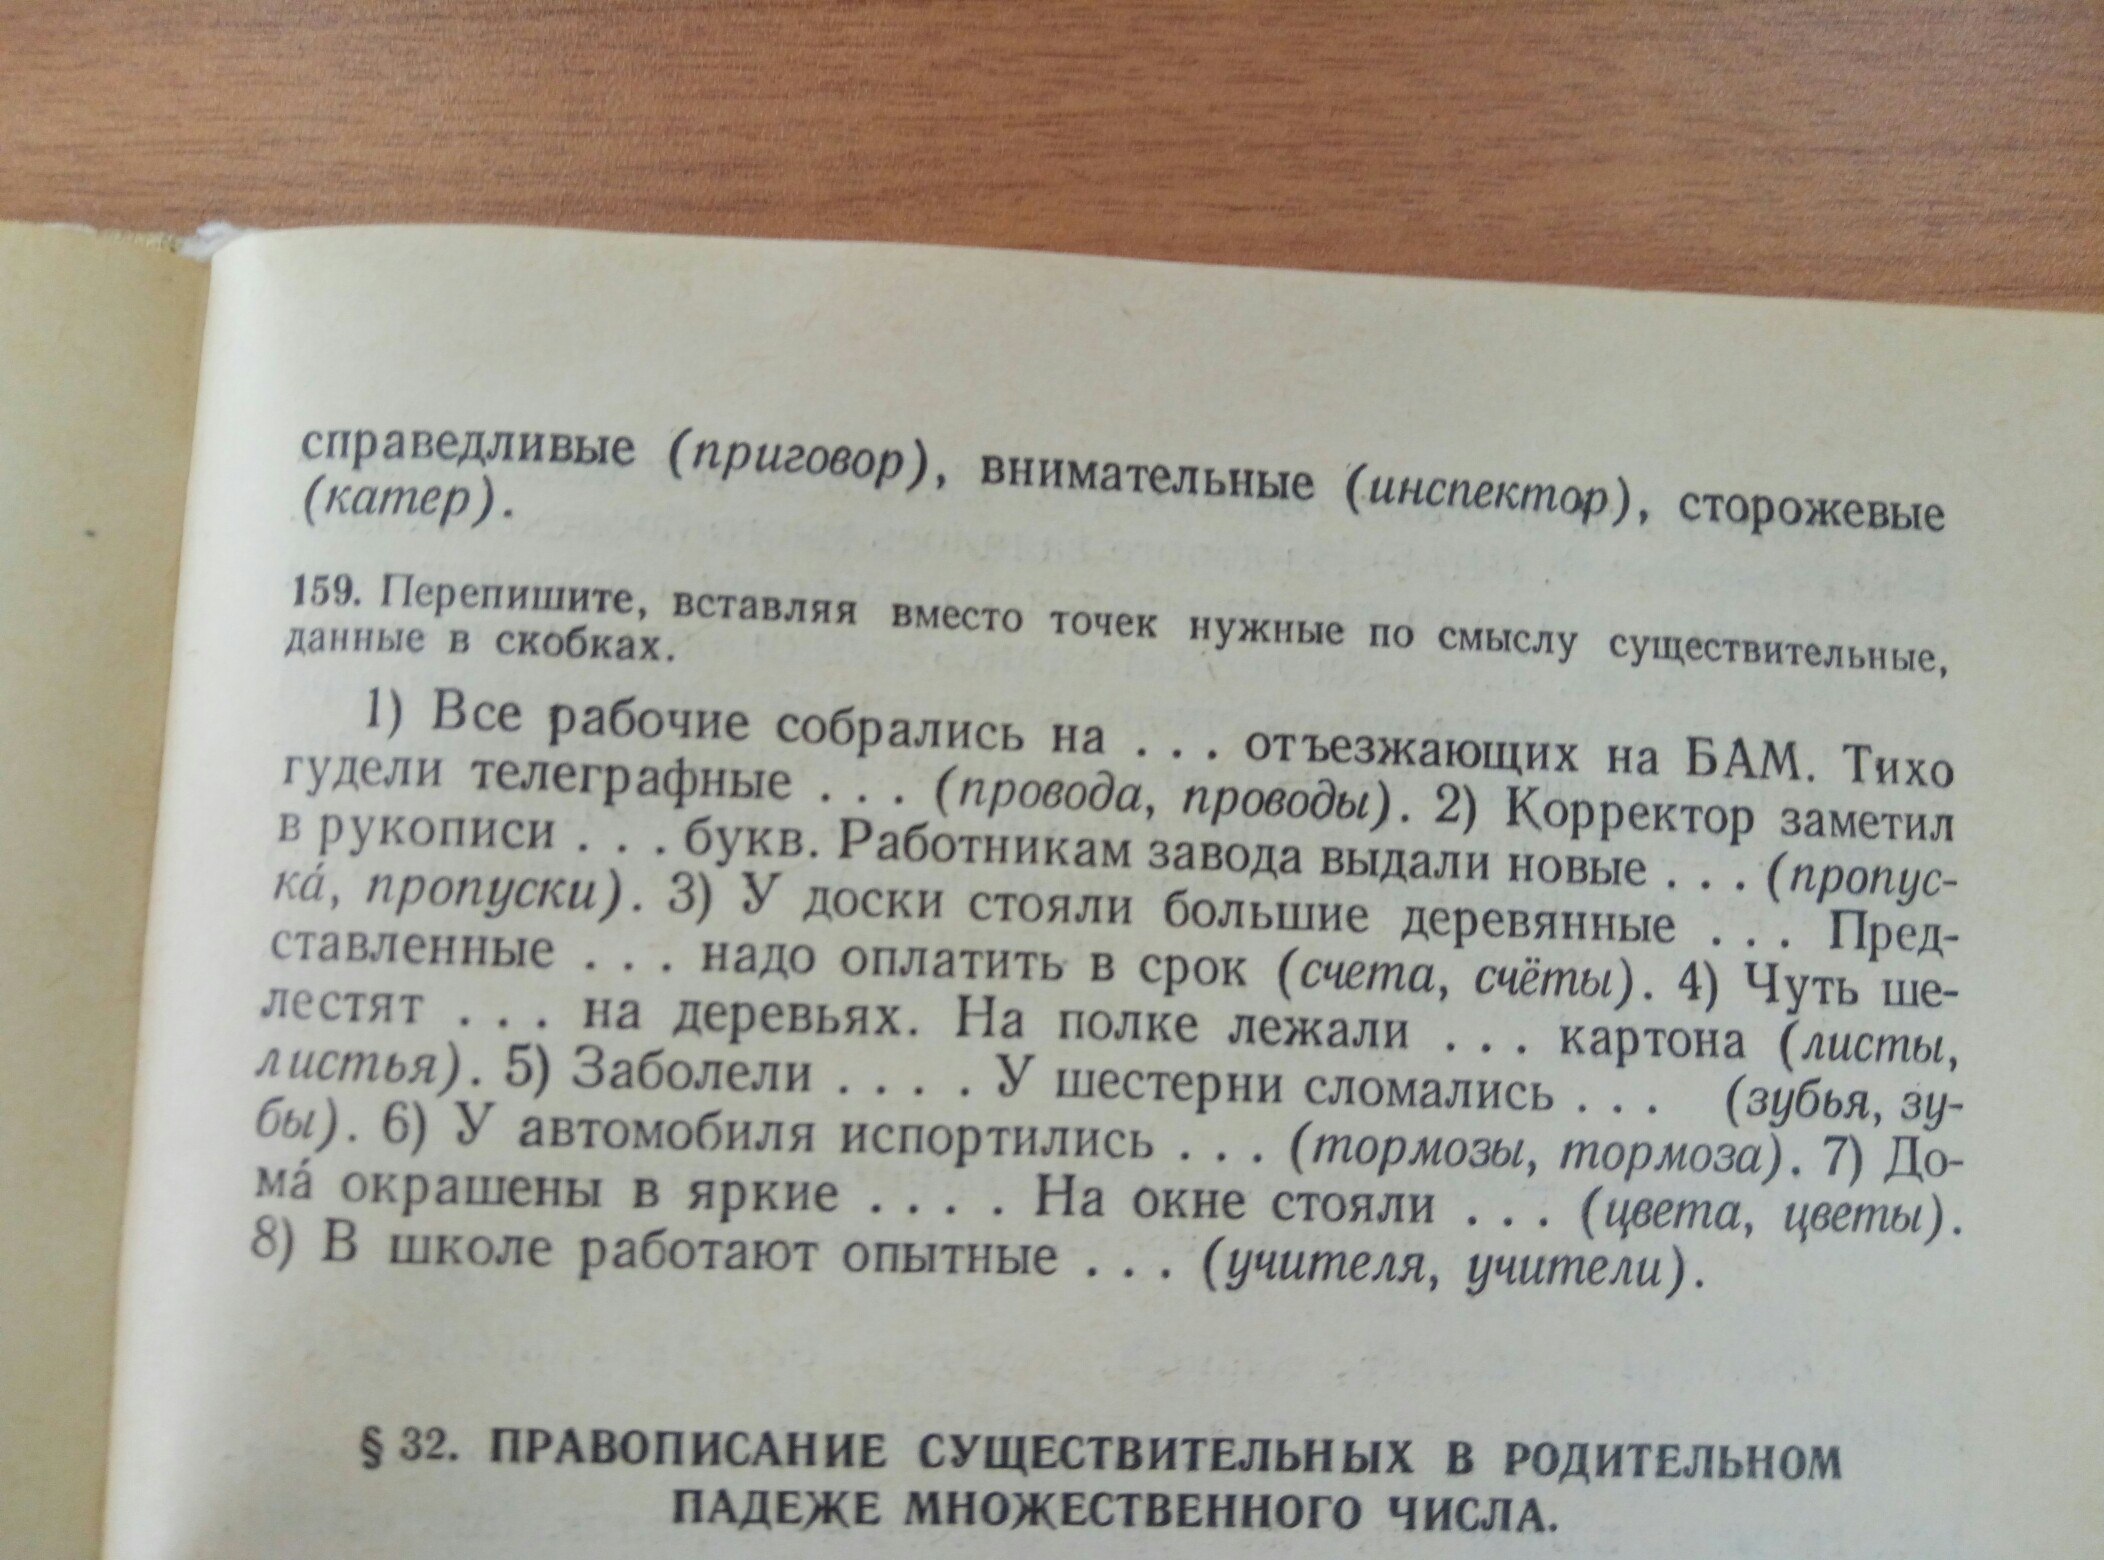 справедливые (приговор), внимательные (инспектор), сторожевые
(катер).
159. Перепишите, вставляя вместо точек нужные по смыслу существительные,
данные в скобках.
1) Все рабочие собрались на . . . отъезжающих на БАМ. Тихо
гудели телеграфные . . . (провода, проводы). 2) Корректор заметил
в рукописи . . . букв. Работникам завода выдали новые . . . (пропус-
ка́, пропуски). 3) У доски стояли большие деревянные . . . Пред-
ставленные . . . надо оплатить в срок (счета, счёты). 4) Чуть ше-
лестят . . . на деревьях. На полке лежали . . . картона (листы,
листья). 5) Заболели . . . . У шестерни сломались . . . (зубья, зу-
бы). 6) У автомобиля испортились . . . (тормозы, тормоза). 7) До-
ма́ окрашены в яркие . . . . На окне стояли . . . (цвета, цветы).
8) В школе работают опытные . . . (учителя, учители).
§ 32. ПРАВОПИСАНИЕ СУЩЕСТВИТЕЛЬНЫХ В РОДИТЕЛЬНОМ
ПАДЕЖЕ МНОЖЕСТВЕННОГО ЧИСЛА.